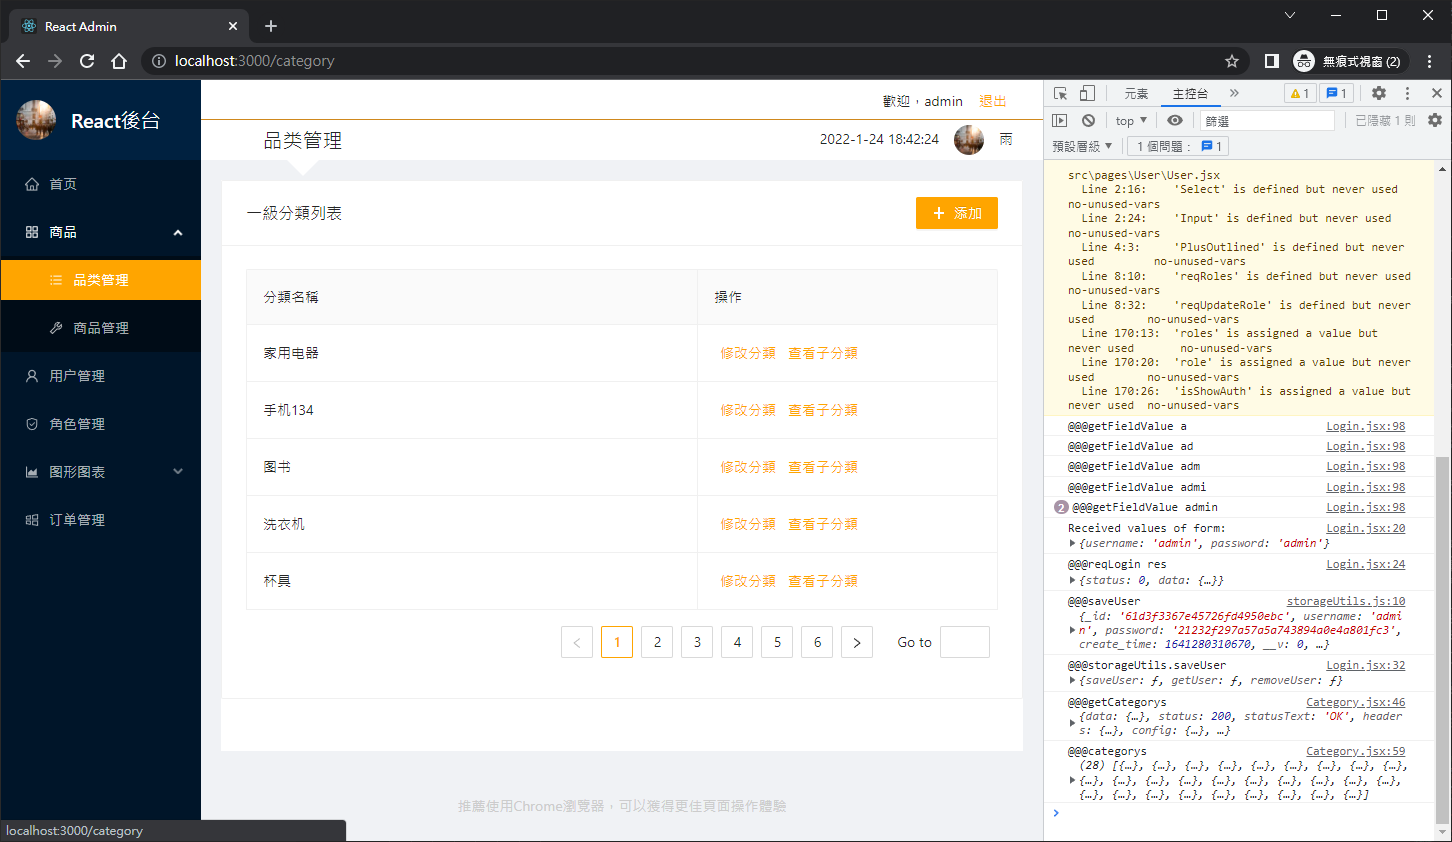 React Admin
localhost:3000/category
無痕式視窗 (2)
React後台
首页
商品
品类管理
商品管理
用户管理
角色管理
图形图表
订单管理
歡迎，admin 退出
品类管理
2022-1-24 18:42:24 雨
一級分類列表
添加
分類名稱 操作
家用电器 修改分類 查看子分類
手机134 修改分類 查看子分類
图书 修改分類 查看子分類
洗衣机 修改分類 查看子分類
杯具 修改分類 查看子分類
< 1 2 3 4 5 6 > Go to
推薦使用Chrome瀏覽器，可以獲得更佳頁面操作體驗
localhost:3000/category
元素 主控台 » 1 1
top 篩選 已隱藏 1 則
預設層級 1 個問題： 1
src\pages\User\User.jsx
Line 2:16: 'Select' is defined but never used
no-unused-vars
Line 2:24: 'Input' is defined but never used
no-unused-vars
Line 4:3: 'PlusOutlined' is defined but never
used no-unused-vars
Line 8:10: 'reqRoles' is defined but never used
no-unused-vars
Line 8:32: 'reqUpdateRole' is defined but never
used no-unused-vars
Line 170:13: 'roles' is assigned a value but
never used no-unused-vars
Line 170:20: 'role' is assigned a value but never
used no-unused-vars
Line 170:26: 'isShowAuth' is assigned a value but
never used no-unused-vars
@@@getFieldValue a Login.jsx:98
@@@getFieldValue ad Login.jsx:98
@@@getFieldValue adm Login.jsx:98
@@@getFieldValue admi Login.jsx:98
2 @@@getFieldValue admin Login.jsx:98
Received values of form: Login.jsx:20
{username: 'admin', password: 'admin'}
@@@reqLogin res Login.jsx:24
{status: 0, data: {…}}
@@@saveUser storageUtils.js:10
{_id: '61d3f3367e45726fd4950ebc', username: 'admi
n', password: '21232f297a57a5a743894a0e4a801fc3',
create_time: 1641280310670, __v: 0, …}
@@@storageUtils.saveUser Login.jsx:32
{saveUser: ƒ, getUser: ƒ, removeUser: ƒ}
@@@getCategorys Category.jsx:46
{data: {…}, status: 200, statusText: 'OK', header
s: {…}, config: {…}, …}
@@@categorys Category.jsx:59
(28) [{…}, {…}, {…}, {…}, {…}, {…}, {…}, {…}, {…},
{…}, {…}, {…}, {…}, {…}, {…}, {…}, {…}, {…}, {…},
{…}, {…}, {…}, {…}, {…}, {…}, {…}, {…}, {…}]